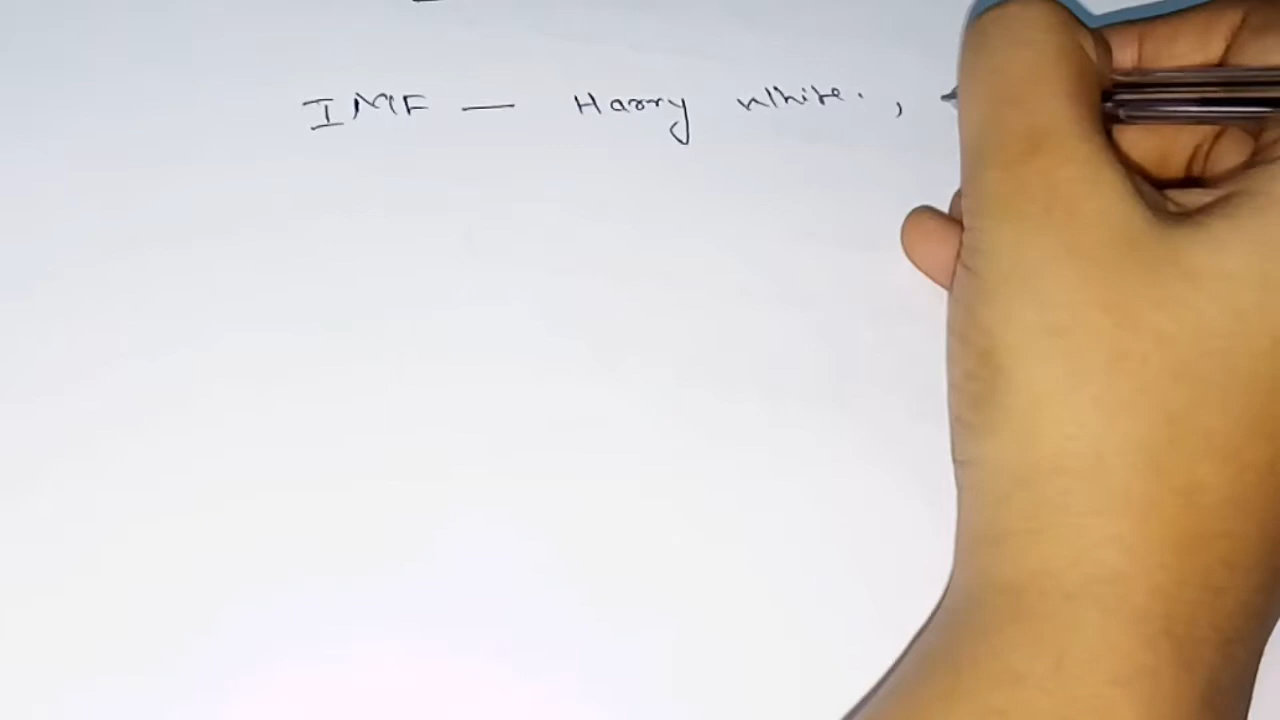 IMF — Harry White. ,